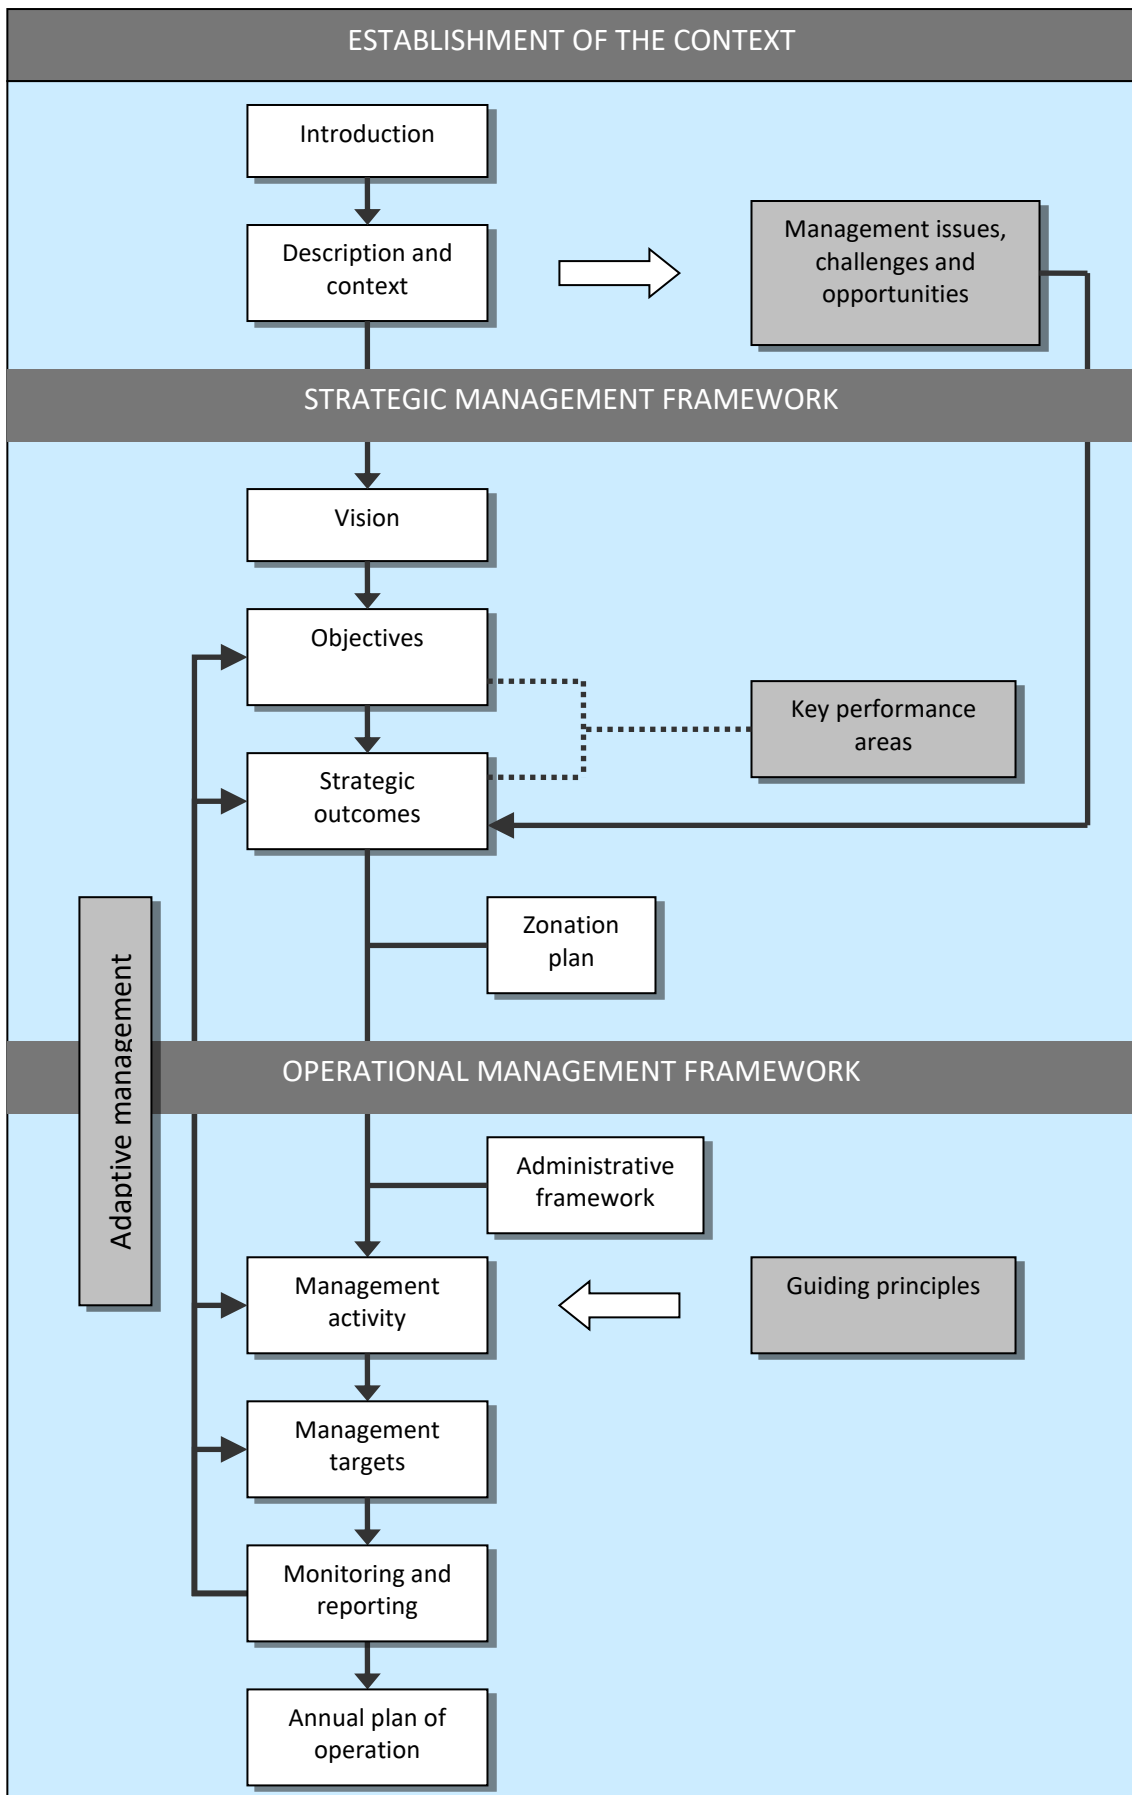 ESTABLISHMENT OF THE CONTEXT
Introduction
Description and
context
Management issues,
challenges and
opportunities
STRATEGIC MANAGEMENT FRAMEWORK
Vision
Objectives
Key performance
areas
Strategic
outcomes
Zonation
plan
Adaptive management
OPERATIONAL MANAGEMENT FRAMEWORK
Administrative
framework
Management
activity
Guiding principles
Management
targets
Monitoring and
reporting
Annual plan of
operation